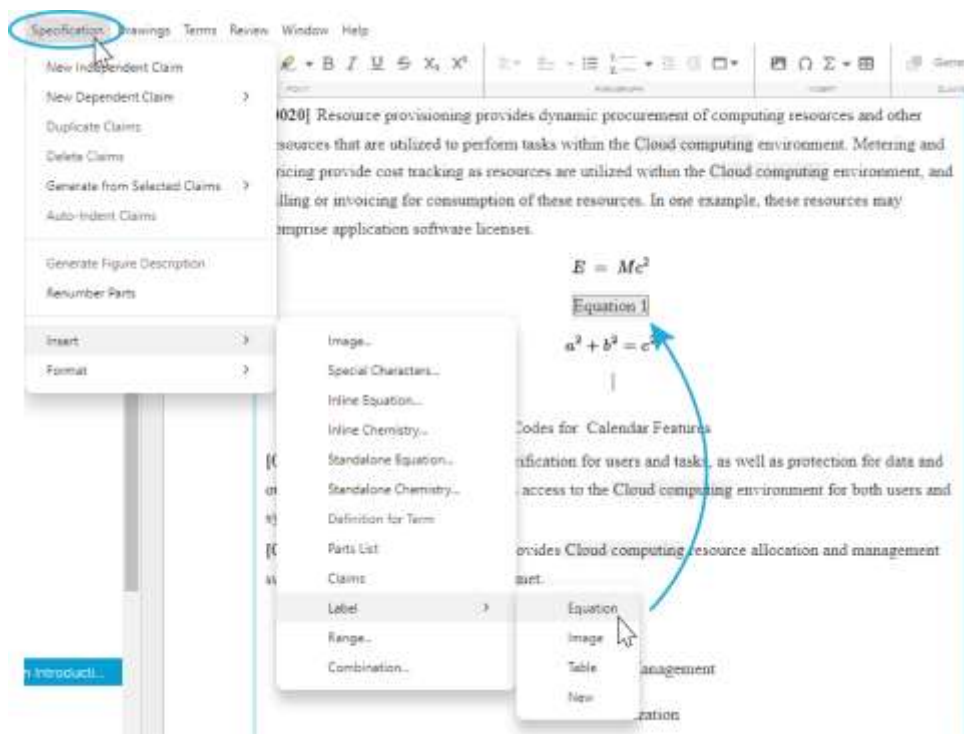 Specification Drawings Terms Review Window Help
New Independent Claim
New Dependent Claim
Duplicate Claims
Delete Claims
Generate from Selected Claims
Auto-Indent Claims
Generate Figure Description
Renumber Parts
Insert
Format
B I U S X₁ X²
0020] Resource provisioning provides dynamic procurement of computing resources and other
sources that are utilized to perform tasks within the Cloud computing environment. Metering and
ricing provide cost tracking as resources are utilized within the Cloud computing environment, and
lling or invoicing for consumption of these resources. In one example, these resources may
omprise application software licenses.
E = Mc²
Equation 1
a² + b² = c²
Image...
Special Characters...
Inline Equation...
Inline Chemistry...
Standalone Equation...
Standalone Chemistry...
Definition for Term
Parts List
Claims
Label
Range...
Combination...
Equation
Image
Table
New
Codes for Calendar Features
ification for users and tasks, as well as protection for data and
access to the Cloud computing environment for both users and
ovides Cloud computing resource allocation and management
met.
anagement
zation
n Introducti...